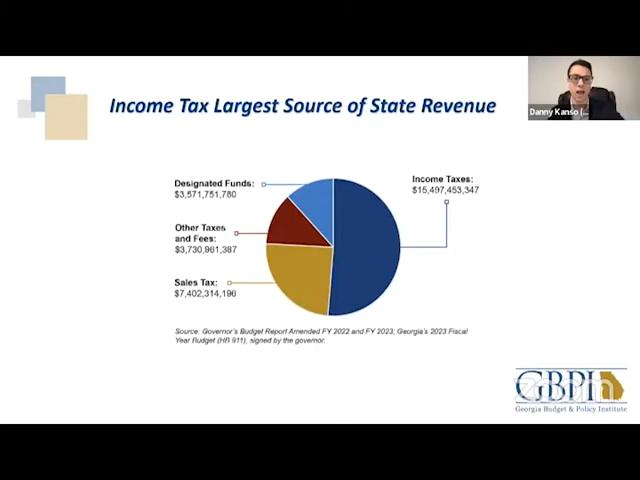 Income Tax Largest Source of State Revenue
Danny Kanso (...
Designated Funds:
$3,571,751,780
Income Taxes:
$15,497,453,347
Other Taxes
and Fees:
$3,730,961,387
Sales Tax:
$7,402,314,196
Source: Governor's Budget Report Amended FY 2022 and FY 2023; Georgia's 2023 Fiscal
Year Budget (HB 911), signed by the governor.
GBPI
zoom
Georgia Budget & Policy Institute